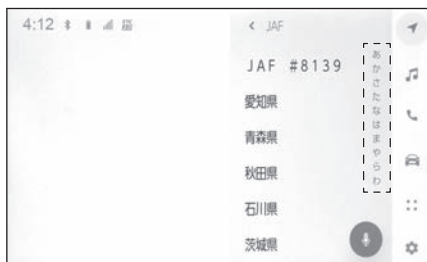 4:12
JAF
JAF #8139
愛知県
青森県
秋田県
石川県
茨城県
あ
か
さ
た
な
は
ま
や
ら
わ